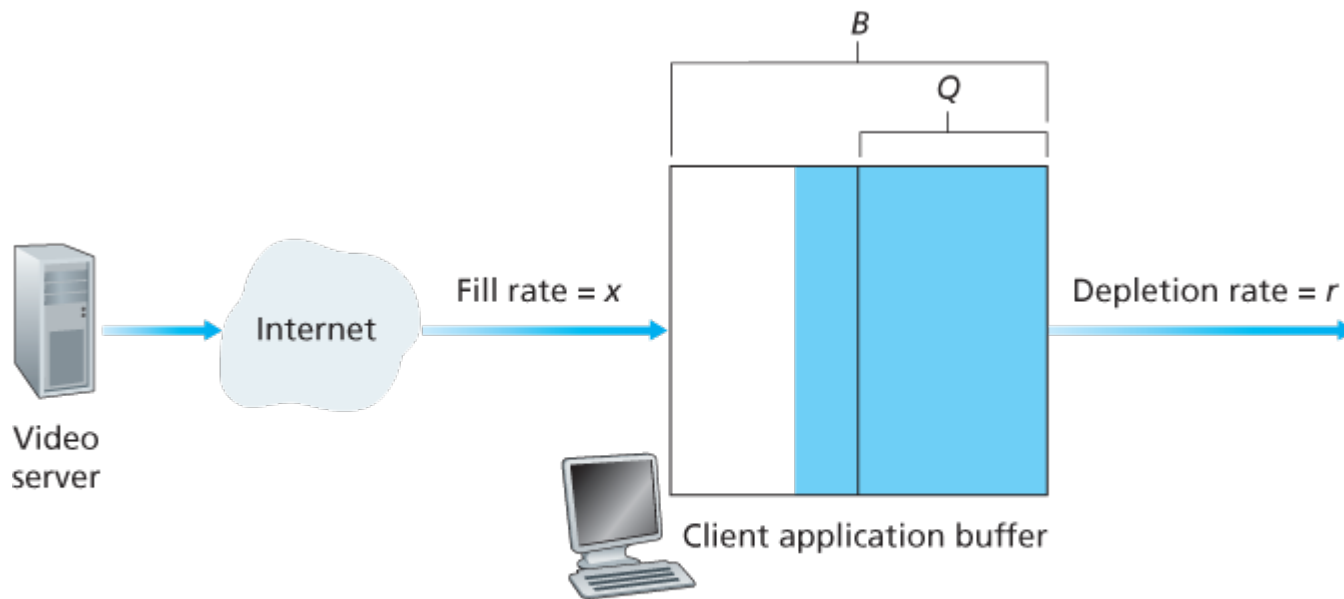 B
Q
Fill rate = x
Depletion rate = r
Internet
Video
server
Client application buffer